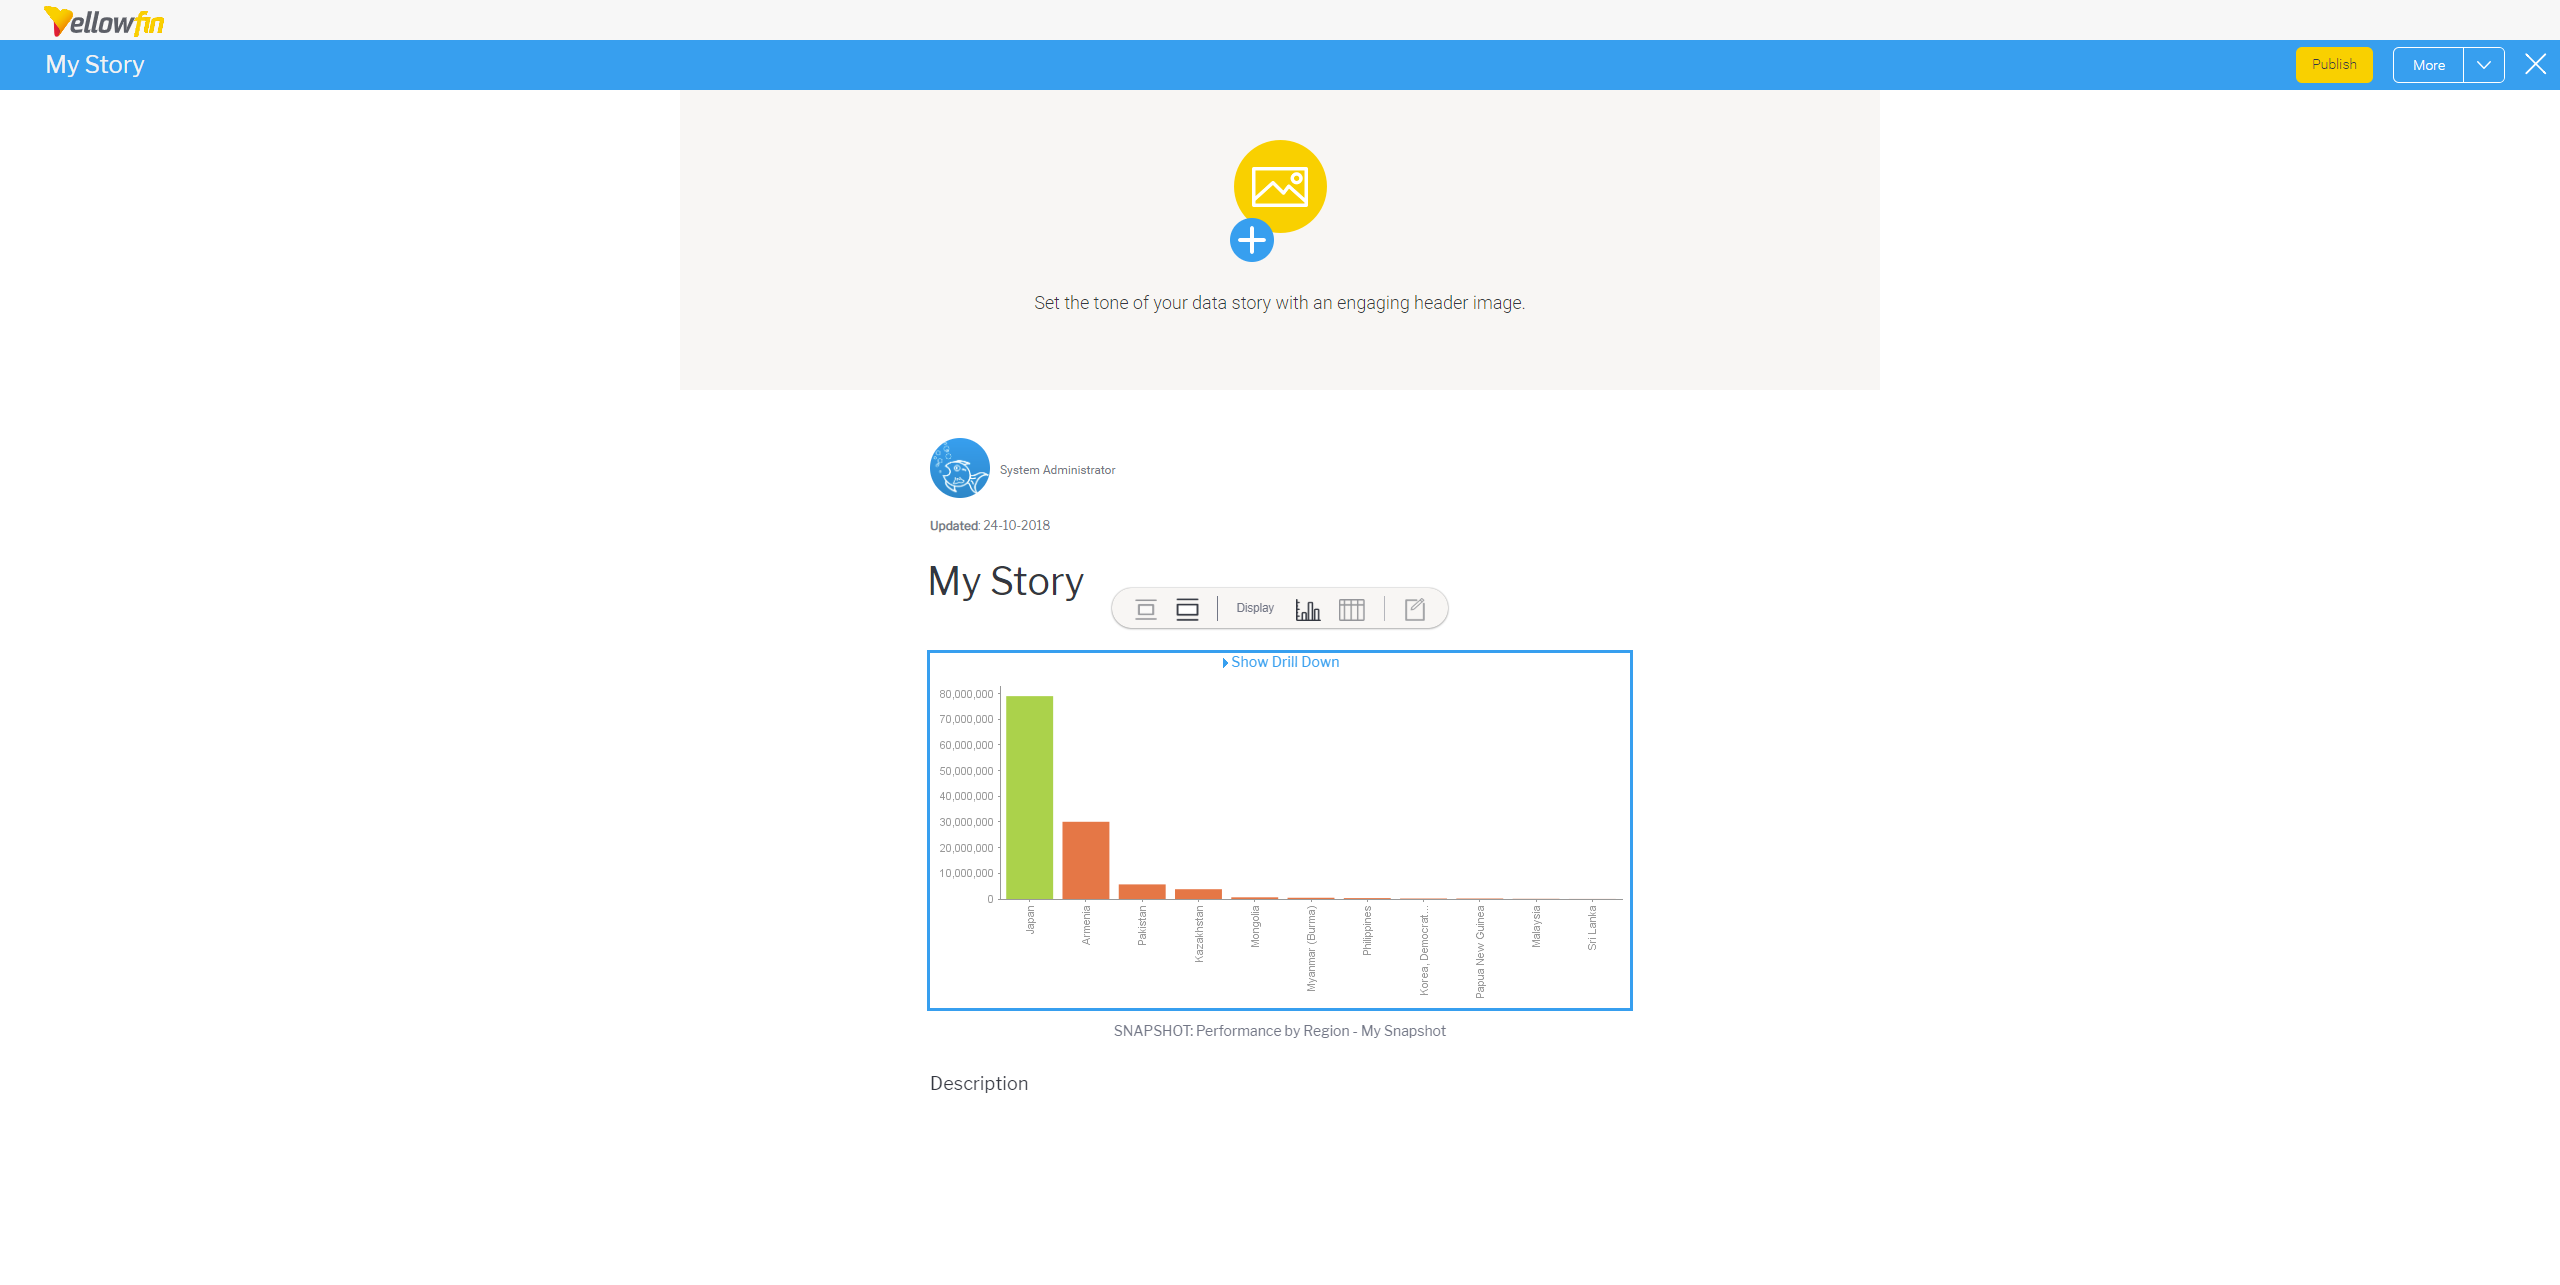 Yellowfin
My Story
Publish
More
Set the tone of your data story with an engaging header image.
System Administrator
Updated: 24-10-2018
My Story
Display
Show Drill Down
80,000,000
70,000,000
60,000,000
50,000,000
40,000,000
30,000,000
20,000,000
10,000,000
0
Japan
Armenia
Pakistan
Kazakhstan
Mongolia
Myanmar (Burma)
Philippines
Korea, Democrat...
Papua New Guinea
Malaysia
Sri Lanka
SNAPSHOT: Performance by Region - My Snapshot
Description